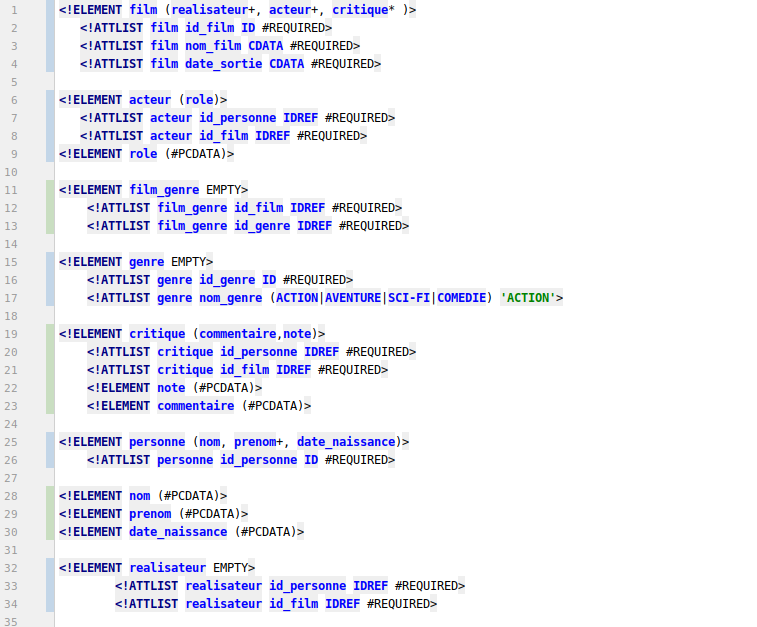 1 <!ELEMENT film (realisateur+, acteur+, critique* )>
2 <!ATTLIST film id_film ID #REQUIRED>
3 <!ATTLIST film nom_film CDATA #REQUIRED>
4 <!ATTLIST film date_sortie CDATA #REQUIRED>
5
6 <!ELEMENT acteur (role)>
7 <!ATTLIST acteur id_personne IDREF #REQUIRED>
8 <!ATTLIST acteur id_film IDREF #REQUIRED>
9 <!ELEMENT role (#PCDATA)>
10
11 <!ELEMENT film_genre EMPTY>
12 <!ATTLIST film_genre id_film IDREF #REQUIRED>
13 <!ATTLIST film_genre id_genre IDREF #REQUIRED>
14
15 <!ELEMENT genre EMPTY>
16 <!ATTLIST genre id_genre ID #REQUIRED>
17 <!ATTLIST genre nom_genre (ACTION|AVENTURE|SCI-FI|COMEDIE) 'ACTION'>
18
19 <!ELEMENT critique (commentaire,note)>
20 <!ATTLIST critique id_personne IDREF #REQUIRED>
21 <!ATTLIST critique id_film IDREF #REQUIRED>
22 <!ELEMENT note (#PCDATA)>
23 <!ELEMENT commentaire (#PCDATA)>
24
25 <!ELEMENT personne (nom, prenom+, date_naissance)>
26 <!ATTLIST personne id_personne ID #REQUIRED>
27
28 <!ELEMENT nom (#PCDATA)>
29 <!ELEMENT prenom (#PCDATA)>
30 <!ELEMENT date_naissance (#PCDATA)>
31
32 <!ELEMENT realisateur EMPTY>
33 <!ATTLIST realisateur id_personne IDREF #REQUIRED>
34 <!ATTLIST realisateur id_film IDREF #REQUIRED>
35